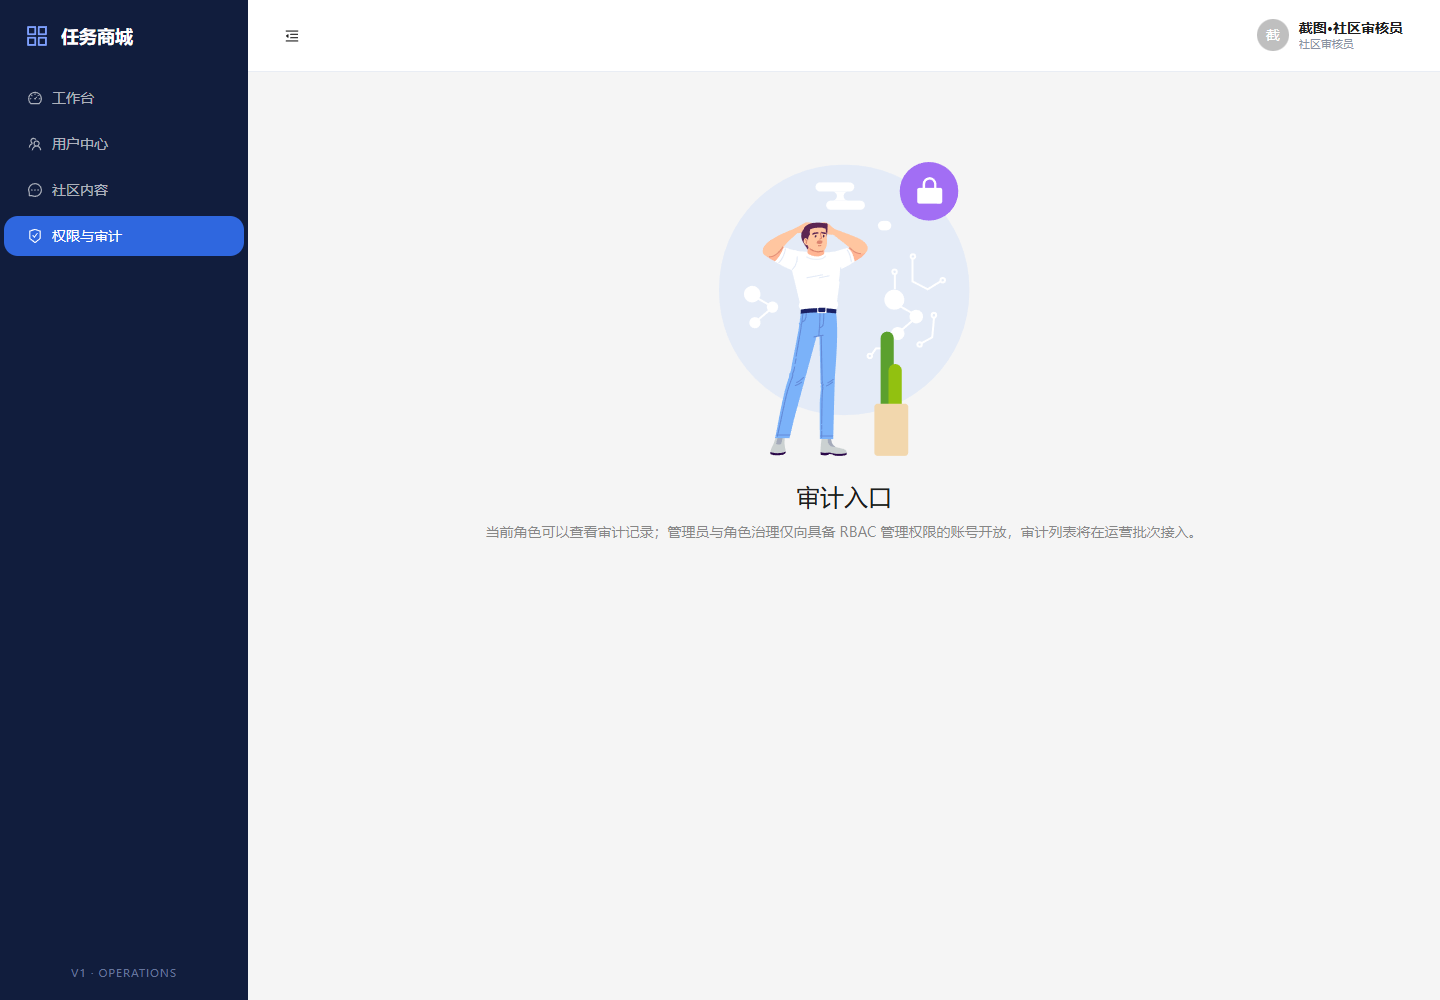 任务商城
截
截图•社区审核员
社区审核员
工作台
用户中心
社区内容
权限与审计
审计入口
当前角色可以查看审计记录；管理员与角色治理仅向具备 RBAC 管理权限的账号开放，审计列表将在运营批次接入。
V1 · OPERATIONS